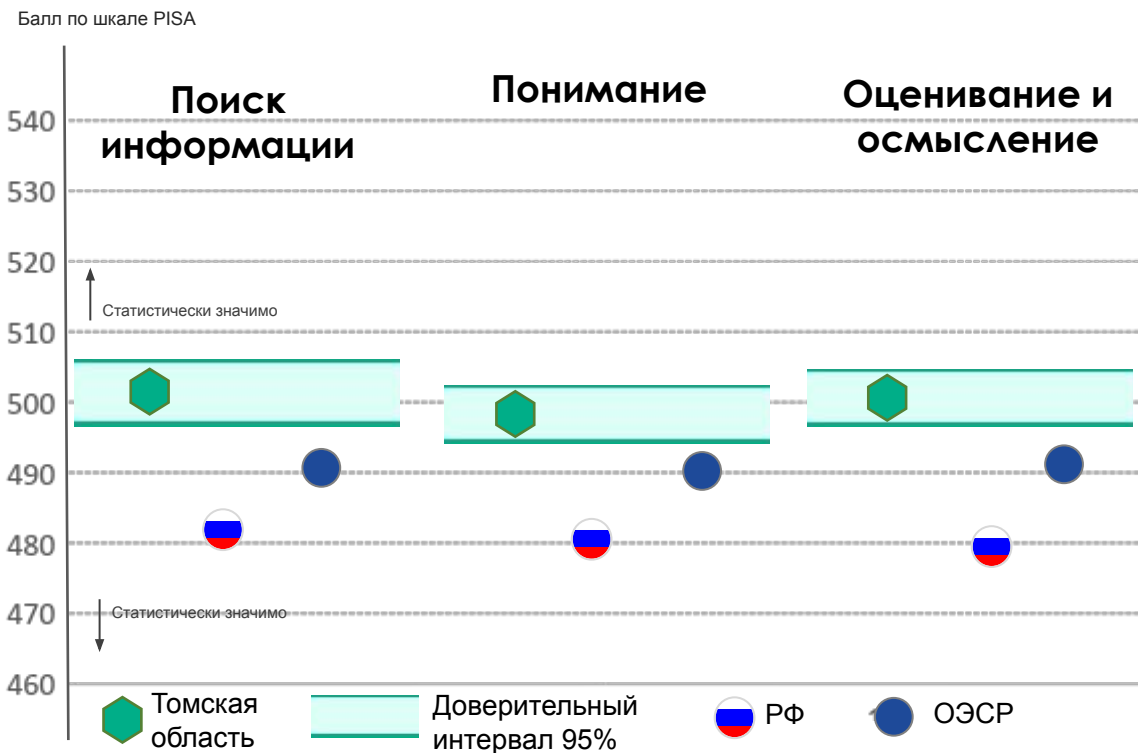 Балл по шкале PISA
Поиск
информации
Понимание
Оценивание и
осмысление
540
530
520
Статистически значимо
510
500
490
480
470
Статистически значимо
460
Томская
область
Доверительный
интервал 95%
РФ
ОЭСР